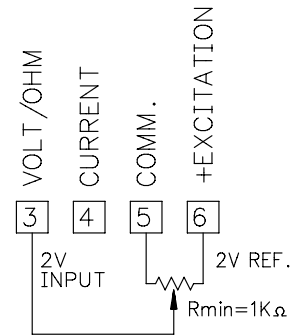 VOLT/OHM
CURRENT
COMM.
+EXCITATION
3
4
5
6
2V
INPUT
2V REF.
Rmin=1KΩ